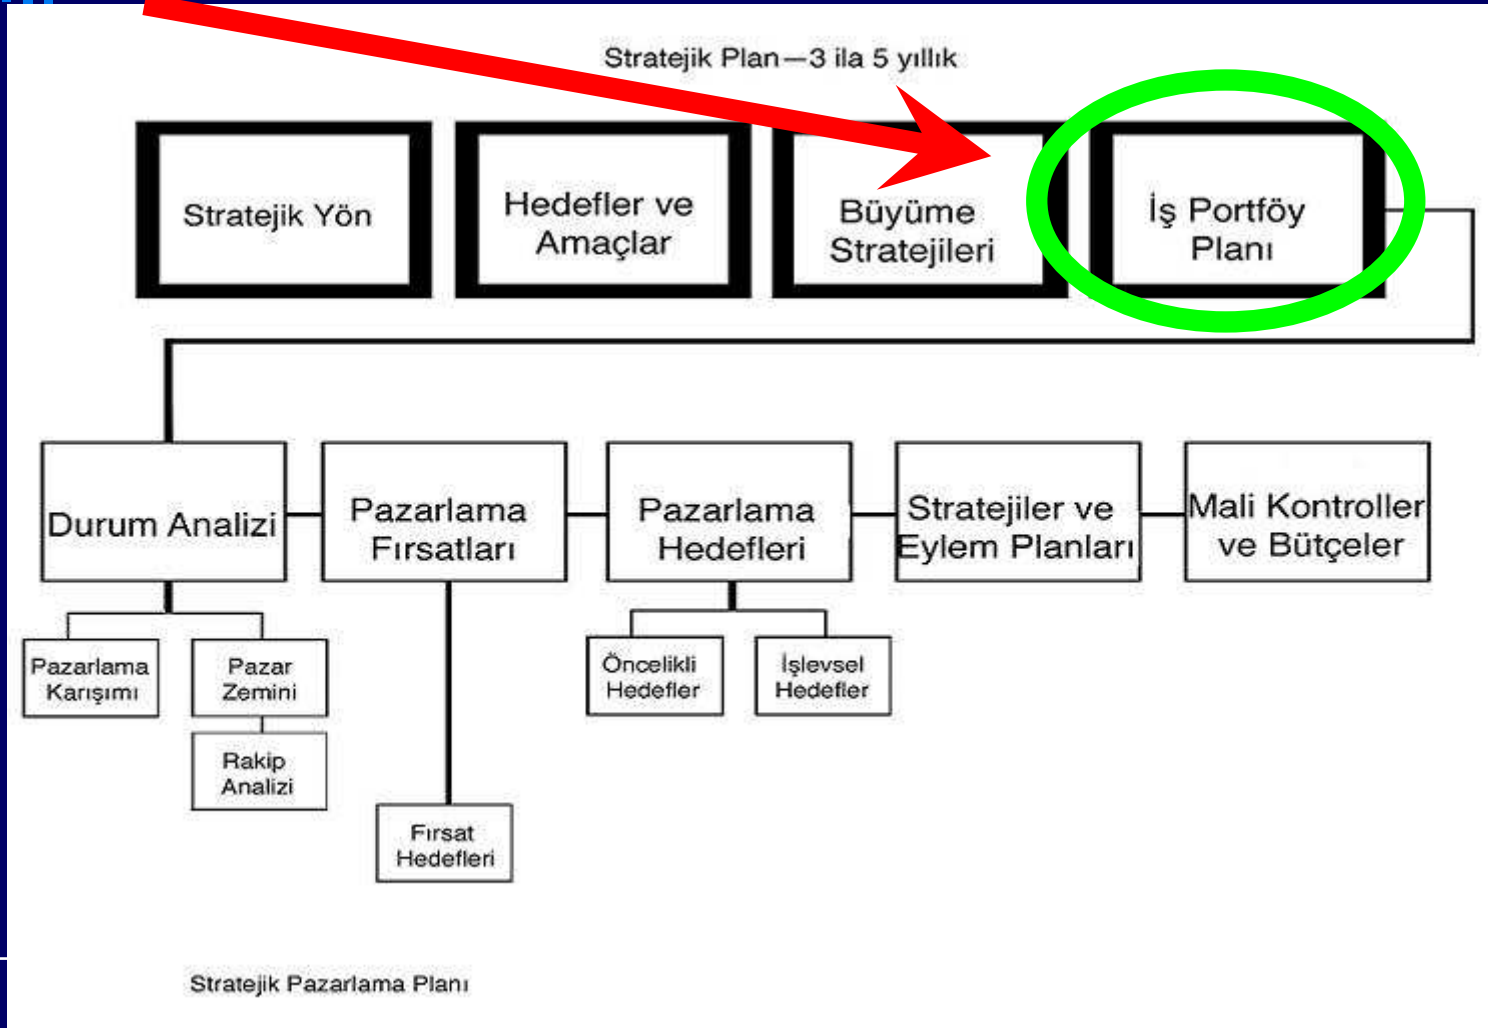 Stratejik Plan—3 ila 5 yıllık
Stratejik Yön
Hedefler ve
Amaçlar
Büyüme
Stratejileri
İş Portföy
Planı
Durum Analizi
Pazarlama
Fırsatları
Pazarlama
Hedefleri
Stratejiler ve
Eylem Planları
Mali Kontroller
ve Bütçeler
Pazarlama
Karışımı
Pazar
Zemini
Rakip
Analizi
Fırsat
Hedefleri
Öncelikli
Hedefler
İşlevsel
Hedefler
Stratejik Pazarlama Planı